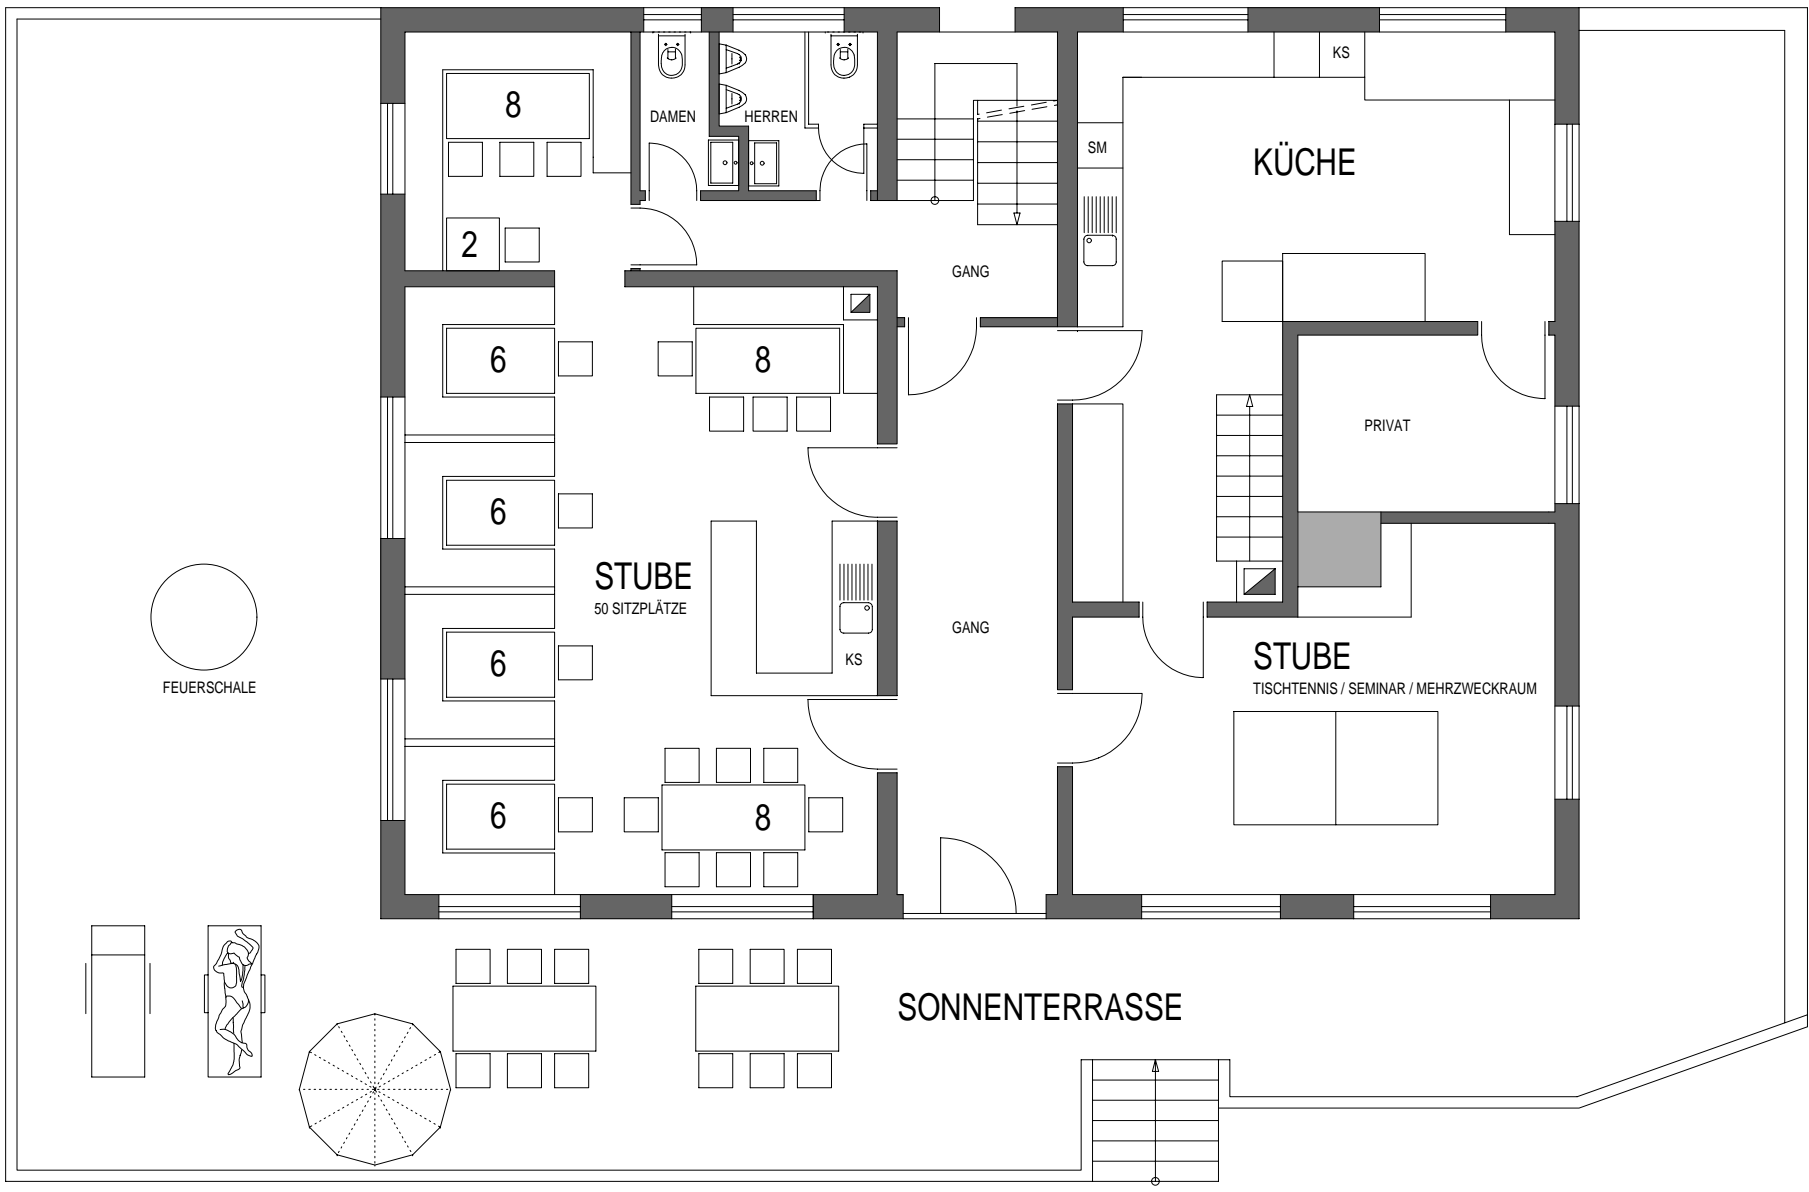 KS
8
DAMEN
HERREN
SM
KÜCHE
2
GANG
6
8
PRIVAT
6
STUBE
50 SITZPLÄTZE
GANG
6
KS
STUBE
TISCHTENNIS / SEMINAR / MEHRZWECKRAUM
FEUERSCHALE
6
8
SONNENTERRASSE